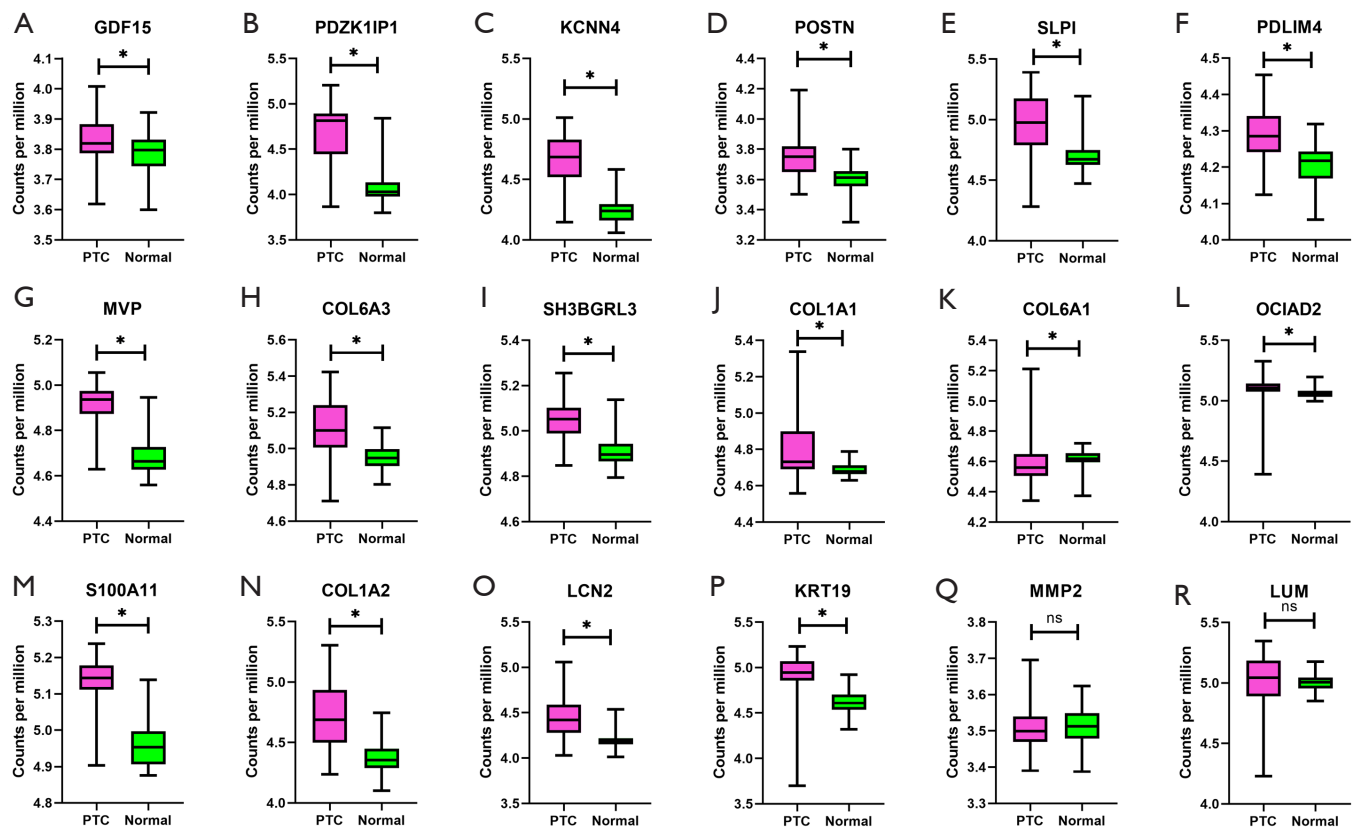 A GDF15
*
Counts per million
4.1
4.0
3.9
3.8
3.7
3.6
3.5
PTC Normal
B PDZK1IP1
*
Counts per million
5.5
5.0
4.5
4.0
3.5
PTC Normal
C KCNN4
*
Counts per million
5.5
5.0
4.5
4.0
PTC Normal
D POSTN
*
Counts per million
4.4
4.2
4.0
3.8
3.6
3.4
3.2
PTC Normal
E SLPI
*
Counts per million
5.5
5.0
4.5
4.0
PTC Normal
F PDLIM4
*
Counts per million
4.5
4.4
4.3
4.2
4.1
4.0
PTC Normal
G MVP
*
Counts per million
5.2
5.0
4.8
4.6
4.4
PTC Normal
H COL6A3
*
Counts per million
5.6
5.4
5.2
5.0
4.8
4.6
PTC Normal
I SH3BGRL3
*
Counts per million
5.4
5.2
5.0
4.8
4.6
PTC Normal
J COL1A1
*
Counts per million
5.4
5.2
5.0
4.8
4.6
4.4
PTC Normal
K COL6A1
*
Counts per million
5.4
5.2
5.0
4.8
4.6
4.4
4.2
PTC Normal
L OCIAD2
*
Counts per million
5.5
5.0
4.5
4.0
PTC Normal
M S100A11
*
Counts per million
5.3
5.2
5.1
5.0
4.9
4.8
PTC Normal
N COL1A2
*
Counts per million
5.5
5.0
4.5
4.0
PTC Normal
O LCN2
*
Counts per million
5.5
5.0
4.5
4.0
3.5
PTC Normal
P KRT19
*
Counts per million
5.5
5.0
4.5
4.0
3.5
PTC Normal
Q MMP2
ns
Counts per million
3.8
3.7
3.6
3.5
3.4
3.3
PTC Normal
R LUM
ns
Counts per million
5.5
5.0
4.5
4.0
PTC Normal